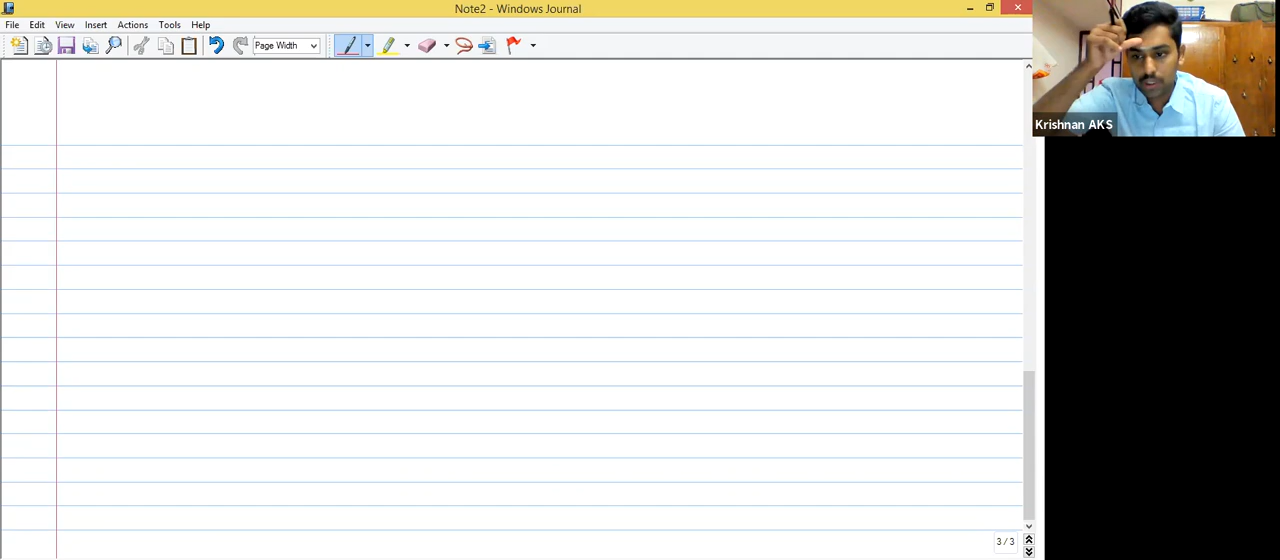 Note2 - Windows Journal
File Edit View Insert Actions Tools Help
Page Width
Krishnan AKS
3 / 3